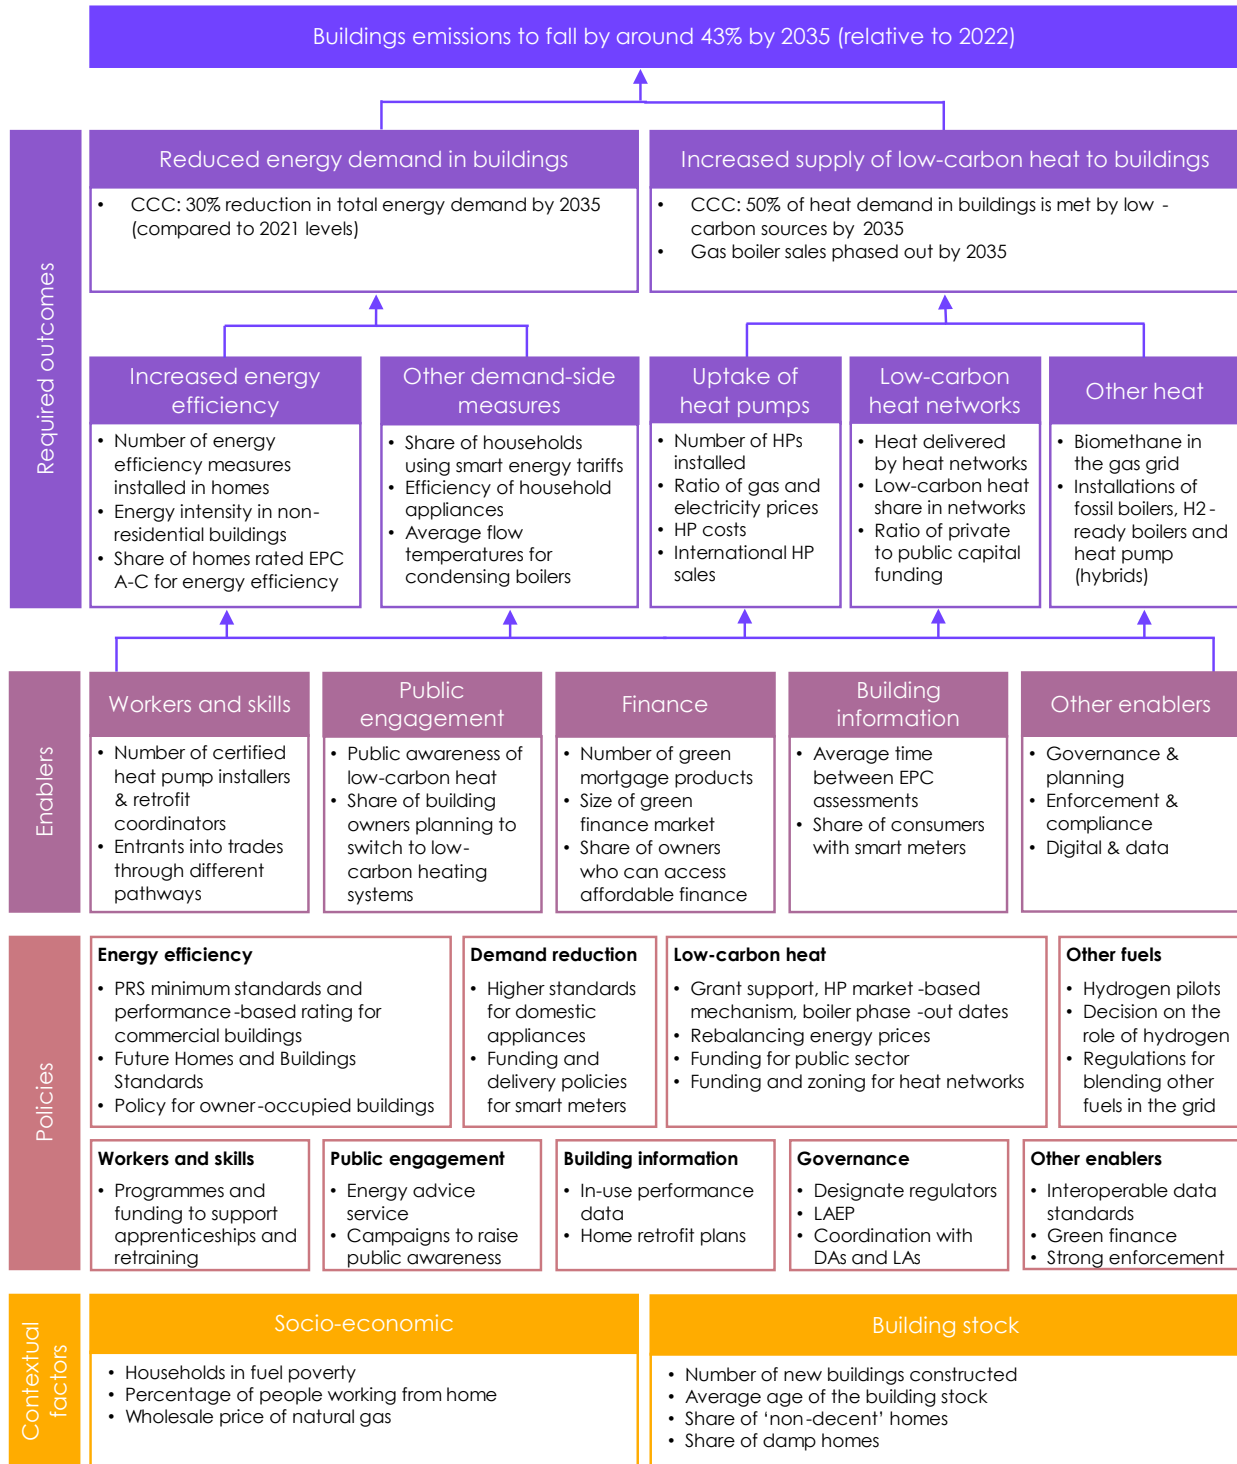 Buildings emissions to fall by around 43% by 2035 (relative to 2022)
Required outcomes
Reduced energy demand in buildings
• CCC: 30% reduction in total energy demand by 2035
(compared to 2021 levels)
Increased supply of low-carbon heat to buildings
• CCC: 50% of heat demand in buildings is met by low -
carbon sources by 2035
• Gas boiler sales phased out by 2035
Increased energy
efficiency
• Number of energy
efficiency measures
installed in homes
• Energy intensity in non-
residential buildings
• Share of homes rated EPC
A-C for energy efficiency
Other demand-side
measures
• Share of households
using smart energy tariffs
• Efficiency of household
appliances
• Average flow
temperatures for
condensing boilers
Uptake of
heat pumps
• Number of HPs
installed
• Ratio of gas and
electricity prices
• HP costs
• International HP
sales
Low-carbon
heat networks
• Heat delivered
by heat networks
• Low-carbon heat
share in networks
• Ratio of private
to public capital
funding
Other heat
• Biomethane in
the gas grid
• Installations of
fossil boilers, H2-
ready boilers and
heat pump
(hybrids)
Enablers
Workers and skills
• Number of certified
heat pump installers
& retrofit
coordinators
• Entrants into trades
through different
pathways
Public
engagement
• Public awareness of
low-carbon heat
• Share of building
owners planning to
switch to low-
carbon heating
systems
Finance
• Number of green
mortgage products
• Size of green
finance market
• Share of owners
who can access
affordable finance
Building
information
• Average time
between EPC
assessments
• Share of consumers
with smart meters
Other enablers
• Governance &
planning
• Enforcement &
compliance
• Digital & data
Policies
Energy efficiency
• PRS minimum standards and
performance-based rating for
commercial buildings
• Future Homes and Buildings
Standards
• Policy for owner-occupied buildings
Demand reduction
• Higher standards
for domestic
appliances
• Funding and
delivery policies
for smart meters
Low-carbon heat
• Grant support, HP market -based
mechanism, boiler phase -out dates
• Rebalancing energy prices
• Funding for public sector
• Funding and zoning for heat networks
Other fuels
• Hydrogen pilots
• Decision on the
role of hydrogen
• Regulations for
blending other
fuels in the grid
Workers and skills
• Programmes and
funding to support
apprenticeships and
retraining
Public engagement
• Energy advice
service
• Campaigns to raise
public awareness
Building information
• In-use performance
data
• Home retrofit plans
Governance
• Designate regulators
• LAEP
• Coordination with
DAs and LAs
Other enablers
• Interoperable data
standards
• Green finance
• Strong enforcement
Contextual
factors
Socio-economic
• Households in fuel poverty
• Percentage of people working from home
• Wholesale price of natural gas
Building stock
• Number of new buildings constructed
• Average age of the building stock
• Share of ‘non-decent’ homes
• Share of damp homes